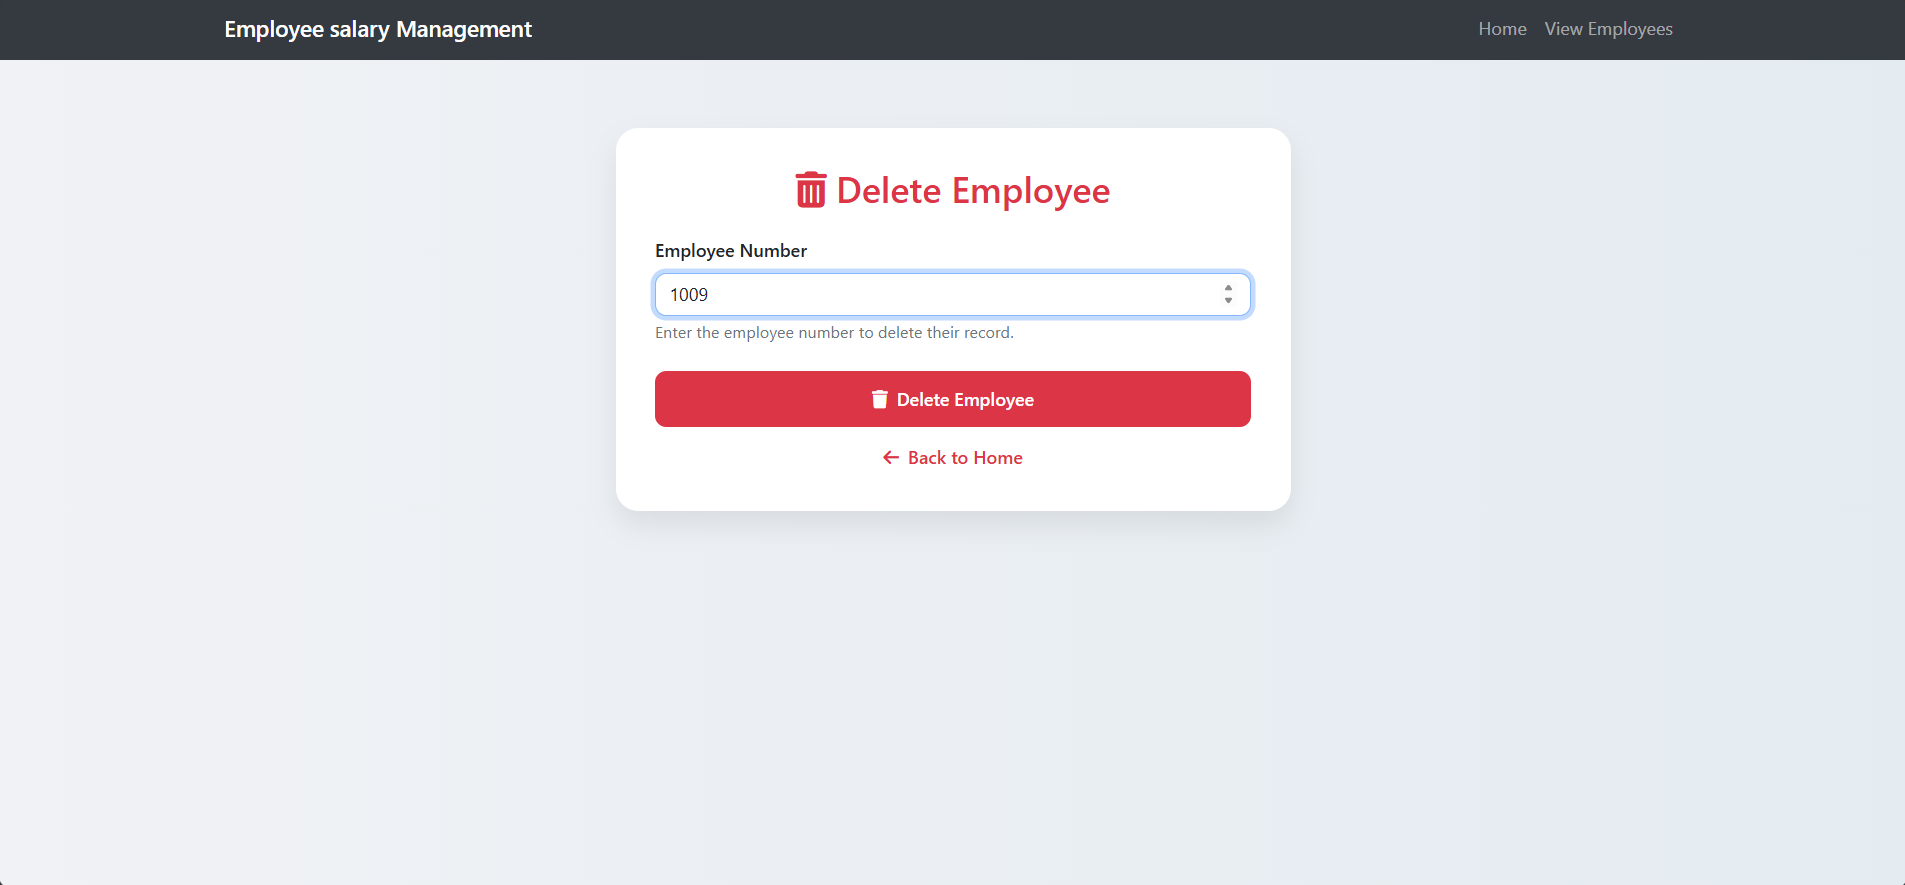 Employee salary Management
Home View Employees
Delete Employee
Employee Number
1009
Enter the employee number to delete their record.
Delete Employee
Back to Home